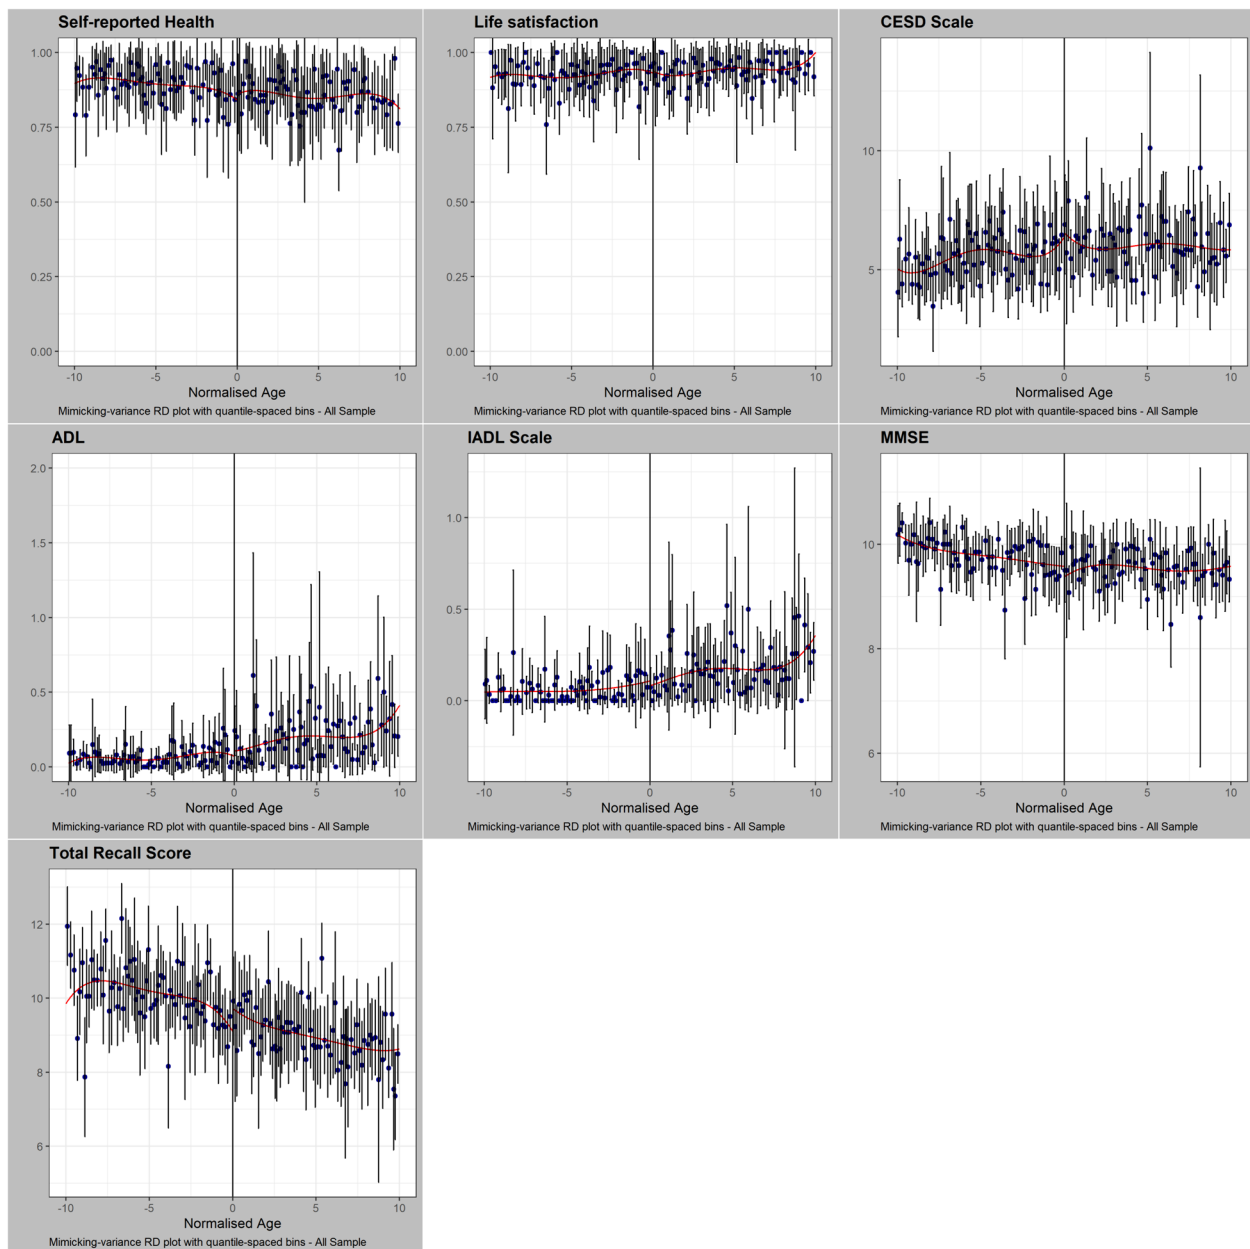 Self-reported Health
1.00
0.75
0.50
0.25
0.00
-10 -5 0 5 10
Normalised Age
Mimicking-variance RD plot with quantile-spaced bins - All Sample
Life satisfaction
1.00
0.75
0.50
0.25
0.00
-10 -5 0 5 10
Normalised Age
Mimicking-variance RD plot with quantile-spaced bins - All Sample
CESD Scale
10
5
-10 -5 0 5 10
Normalised Age
Mimicking-variance RD plot with quantile-spaced bins - All Sample
ADL
2.0
1.5
1.0
0.5
0.0
-10 -5 0 5 10
Normalised Age
Mimicking-variance RD plot with quantile-spaced bins - All Sample
IADL Scale
1.0
0.5
0.0
-10 -5 0 5 10
Normalised Age
Mimicking-variance RD plot with quantile-spaced bins - All Sample
MMSE
10
8
6
-10 -5 0 5 10
Normalised Age
Mimicking-variance RD plot with quantile-spaced bins - All Sample
Total Recall Score
12
10
8
6
-10 -5 0 5 10
Normalised Age
Mimicking-variance RD plot with quantile-spaced bins - All Sample